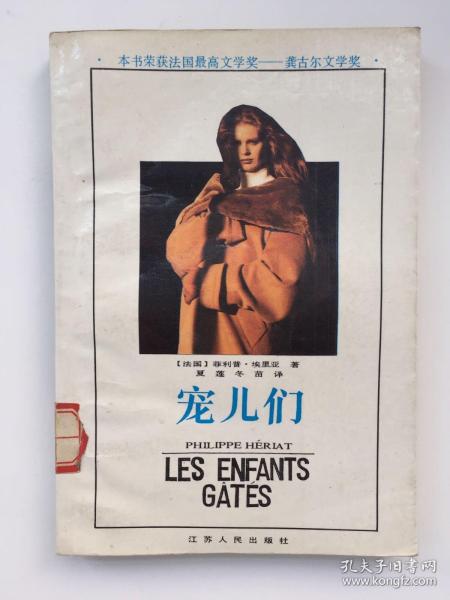 ·本书荣获法国最高文学奖——龚古尔文学奖·
【法国】菲利普·埃里亚 著
夏莲 冬苗 译
宠儿们
PHILIPPE HÉRIAT
LES ENFANTS
GÂTÉS
江苏人民出版社
孔夫子旧书网
www.kongfz.com